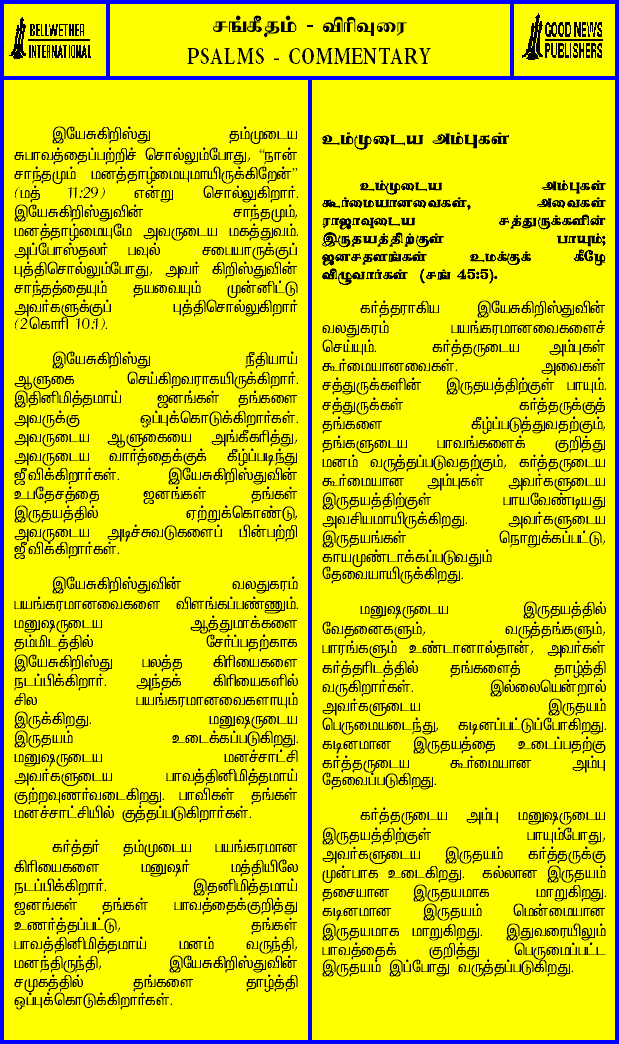 BELLWETHER
INTERNATIONAL
சங்கீதம் - விரிவுரை
PSALMS - COMMENTARY
GOOD NEWS
PUBLISHERS
இயேசுகிறிஸ்து தம்முடைய
சுபாவத்தைப்பற்றிச் சொல்லும்போது, “நான்
சாந்தமும் மனத்தாழ்மையுமாயிருக்கிறேன்”
(மத் 11:29) என்று சொல்லுகிறார்.
இயேசுகிறிஸ்துவின் சாந்தமும்,
மனத்தாழ்மையுமே அவருடைய மகத்துவம்.
அப்போஸ்தலர் பவுல் சபையாருக்குப்
புத்திசொல்லும்போது, அவர் கிறிஸ்துவின்
சாந்தத்தையும் தயவையும் முன்னிட்டு
அவர்களுக்குப் புத்திசொல்லுகிறார்
(2கொரி 10:1).
இயேசுகிறிஸ்து நீதியாய்
ஆளுகை செய்கிறவராகயிருக்கிறார்.
இதினிமித்தமாய் ஜனங்கள் தங்களை
அவருக்கு ஒப்புக்கொடுக்கிறார்கள்.
அவருடைய ஆளுகையை அங்கீகரித்து,
அவருடைய வார்த்தைக்குக் கீழ்ப்படிந்து
ஜீவிக்கிறார்கள். இயேசுகிறிஸ்துவின்
உபதேசத்தை ஜனங்கள் தங்கள்
இருதயத்தில் ஏற்றுக்கொண்டு,
அவருடைய அடிச்சுவடுகளைப் பின்பற்றி
ஜீவிக்கிறார்கள்.
இயேசுகிறிஸ்துவின் வலதுகரம்
பயங்கரமானவைகளை விளங்கப்பண்ணும்.
மனுஷருடைய ஆத்துமாக்களை
தம்மிடத்தில் சேர்ப்பதற்காக
இயேசுகிறிஸ்து பலத்த கிரியைகளை
நடப்பிக்கிறார். அந்தக் கிரியைகளில்
சில பயங்கரமானவைகளாயும்
இருக்கிறது. மனுஷருடைய
இருதயம் உடைக்கப்படுகிறது.
மனுஷருடைய மனச்சாட்சி
அவர்களுடைய பாவத்தினிமித்தமாய்
குற்றவுணர்வடைகிறது. பாவிகள் தங்கள்
மனச்சாட்சியில் குத்தப்படுகிறார்கள்.
கர்த்தர் தம்முடைய பயங்கரமான
கிரியைகளை மனுஷர் மத்தியிலே
நடப்பிக்கிறார். இதனிமித்தமாய்
ஜனங்கள் தங்கள் பாவத்தைக்குறித்து
உணர்த்தப்பட்டு, தங்கள்
பாவத்தினிமித்தமாய் மனம் வருந்தி,
மனந்திருந்தி, இயேசுகிறிஸ்துவின்
சமுகத்தில் தங்களை தாழ்த்தி
ஒப்புக்கொடுக்கிறார்கள்.
உம்முடைய அம்புகள்
உம்முடைய அம்புகள்
கூர்மையானவைகள், அவைகள்
ராஜாவுடைய சத்துருக்களின்
இருதயத்திற்குள் பாயும்;
ஜனசதளங்கள் உமக்குக் கீழே
விழுவார்கள் (சங் 45:5).
கர்த்தராகிய இயேசுகிறிஸ்துவின்
வலதுகரம் பயங்கரமானவைகளைச்
செய்யும். கர்த்தருடைய அம்புகள்
கூர்மையானவைகள். அவைகள்
சத்துருக்களின் இருதயத்திற்குள் பாயும்.
சத்துருக்கள் கர்த்தருக்குத்
தங்களை கீழ்ப்படுத்துவதற்கும்,
தங்களுடைய பாவங்களைக் குறித்து
மனம் வருத்தப்படுவதற்கும், கர்த்தருடைய
கூர்மையான அம்புகள் அவர்களுடைய
இருதயத்திற்குள் பாயவேண்டியது
அவசியமாயிருக்கிறது. அவர்களுடைய
இருதயங்கள் நொறுக்கப்பட்டு,
காயமுண்டாக்கப்படுவதும்
தேவையாயிருக்கிறது.
மனுஷருடைய இருதயத்தில்
வேதனைகளும், வருத்தங்களும்,
பாரங்களும் உண்டானால்தான், அவர்கள்
கர்த்தரிடத்தில் தங்களைத் தாழ்த்தி
வருகிறார்கள். இல்லையென்றால்
அவர்களுடைய இருதயம்
பெருமையடைந்து, கடினப்பட்டுப்போகிறது.
கடினமான இருதயத்தை உடைப்பதற்கு
கர்த்தருடைய கூர்மையான அம்பு
தேவைப்படுகிறது.
கர்த்தருடைய அம்பு மனுஷருடைய
இருதயத்திற்குள் பாயும்போது,
அவர்களுடைய இருதயம் கர்த்தருக்கு
முன்பாக உடைகிறது. கல்லான இருதயம்
தசையான இருதயமாக மாறுகிறது.
கடினமான இருதயம் மென்மையான
இருதயமாக மாறுகிறது. இதுவரையிலும்
பாவத்தைக் குறித்து பெருமைப்பட்ட
இருதயம் இப்போது வருத்தப்படுகிறது.